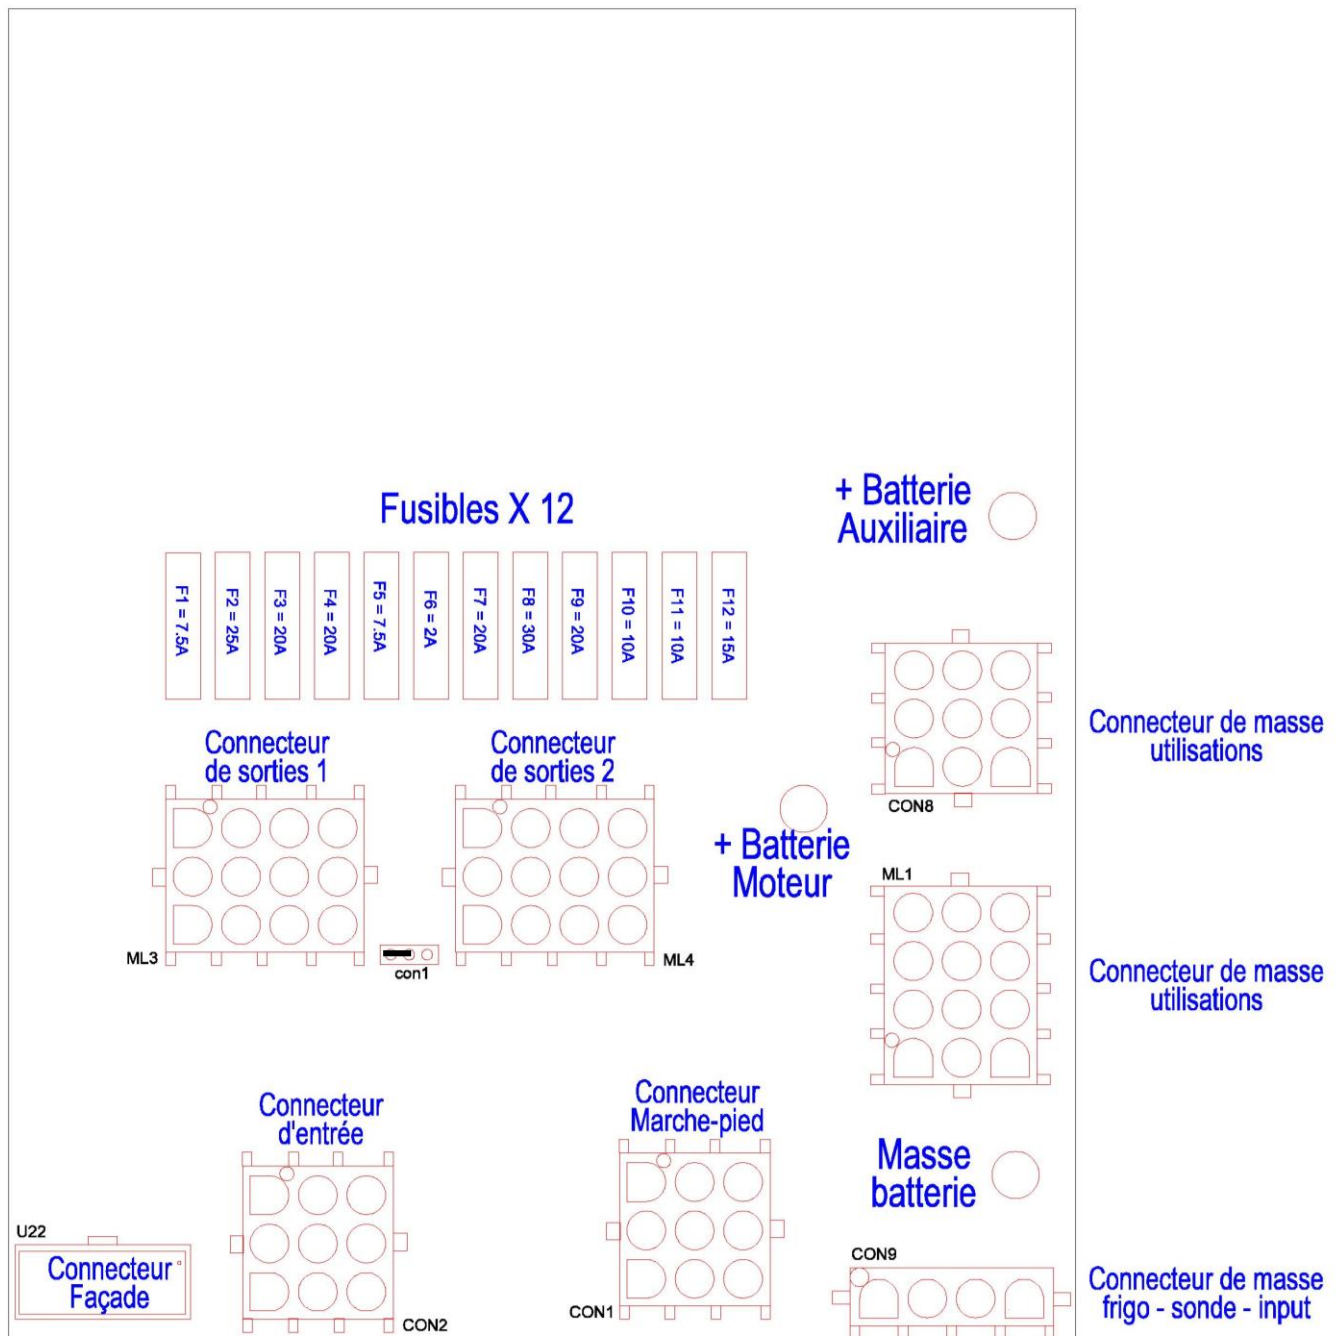 Fusibles X 12
+ Batterie
Auxiliaire
F1 = 7.5A
F2 = 25A
F3 = 20A
F4 = 20A
F5 = 7.5A
F6 = 2A
F7 = 20A
F8 = 30A
F9 = 20A
F10 = 10A
F11 = 10A
F12 = 15A
Connecteur
de sorties 1
Connecteur
de sorties 2
Connecteur de masse
utilisations
CON8
+ Batterie
Moteur
ML1
ML3
con1
ML4
Connecteur de masse
utilisations
Connecteur
d'entrée
Connecteur
Marche-pied
Masse
batterie
U22
Connecteur
Façade
CON2
CON1
CON9
Connecteur de masse
frigo - sonde - input